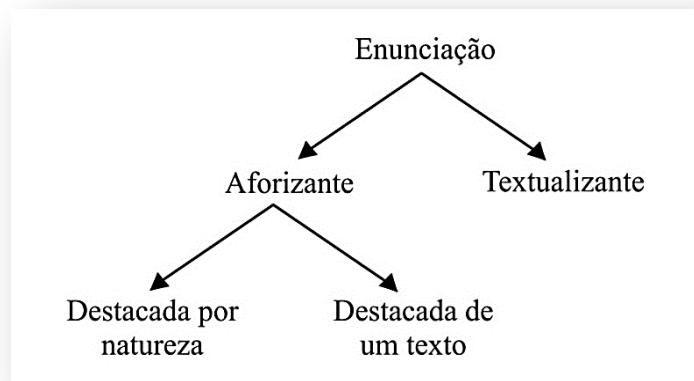 Enunciação
Aforizante
Textualizante
Destacada por
natureza
Destacada de
um texto